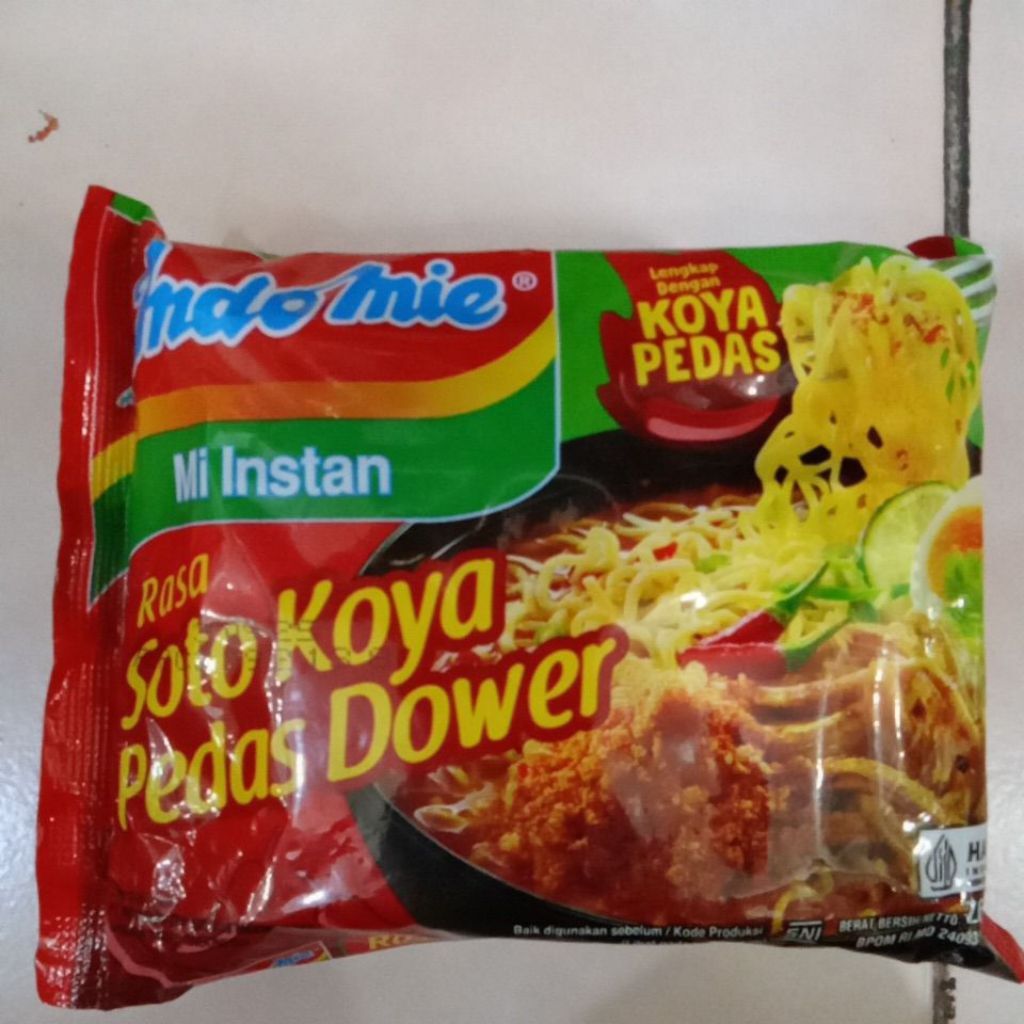 Indomie®
Lengkap
Dengan
KOYA
PEDAS
Mi Instan
Rasa
Soto Koya
Pedas Dower
Baik digunakan sebelum / Kode Produksi
SNI
BERAT BERSIH/NETTO
BPOM RI MD